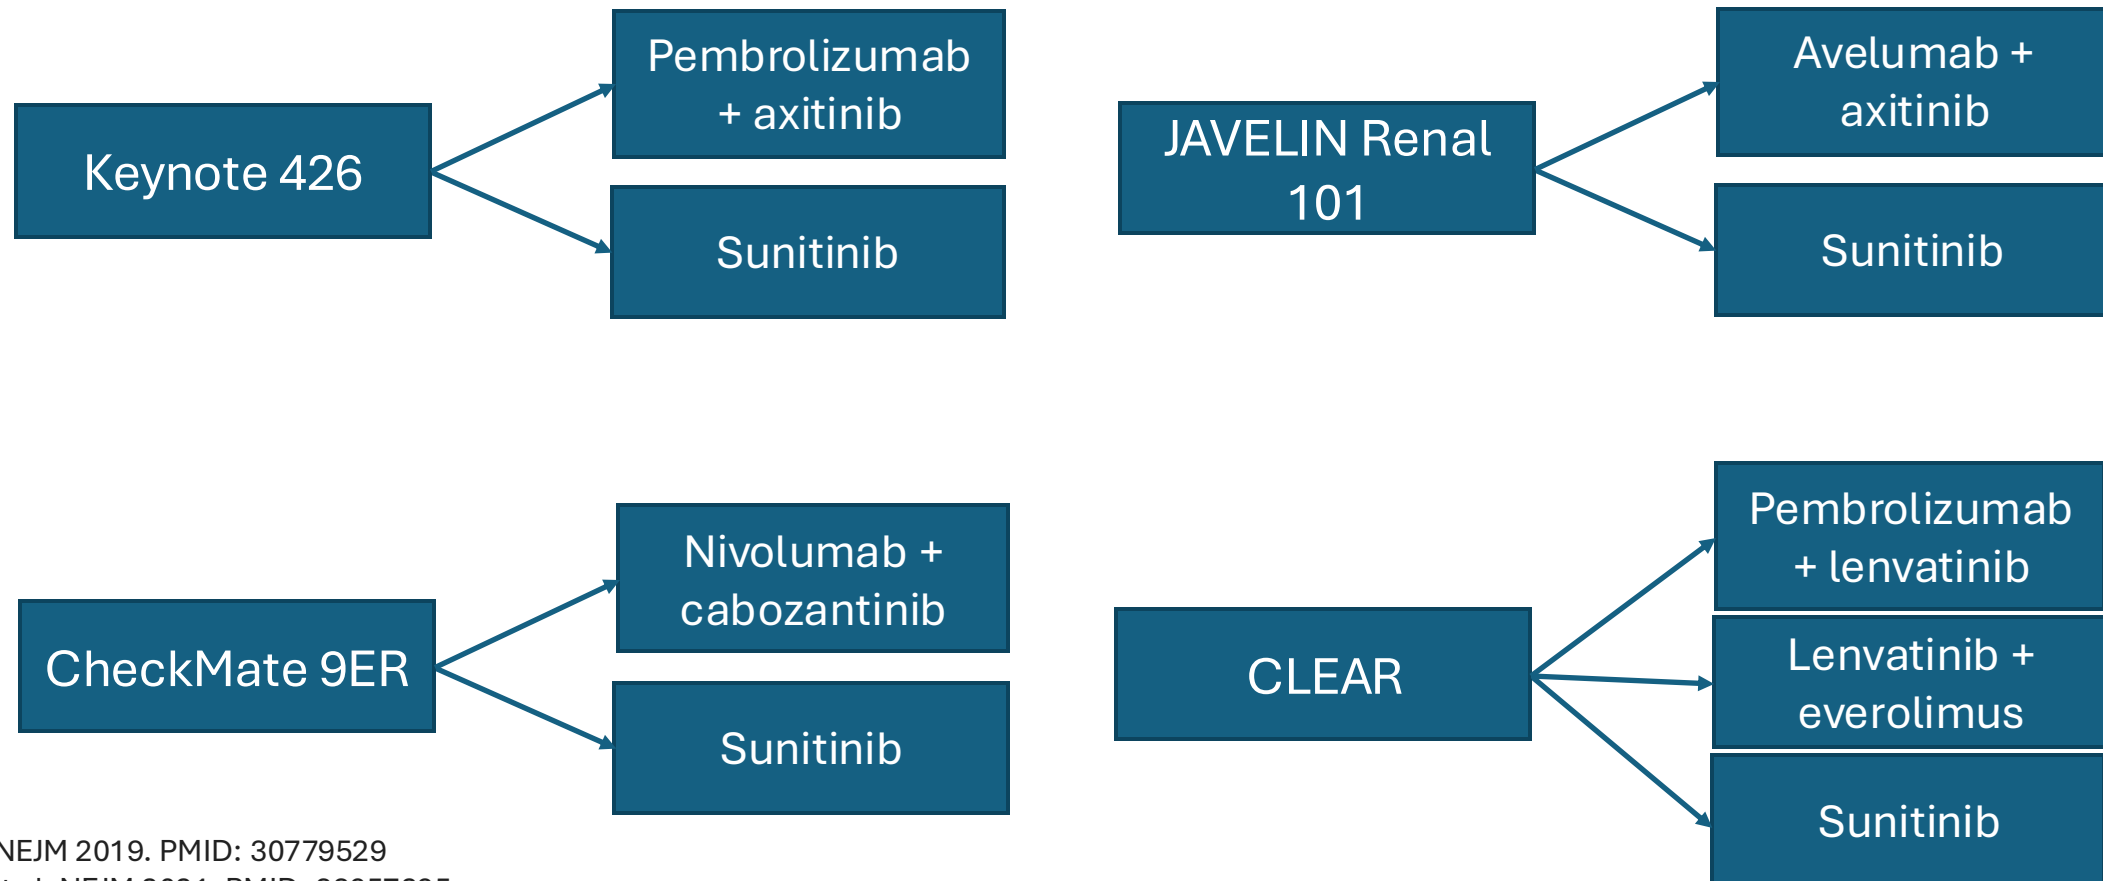 Keynote 426
Pembrolizumab
+ axitinib
Sunitinib
JAVELIN Renal
101
Avelumab +
axitinib
Sunitinib
CheckMate 9ER
Nivolumab +
cabozantinib
Sunitinib
CLEAR
Pembrolizumab
+ lenvatinib
Lenvatinib +
everolimus
Sunitinib
NEJM 2019. PMID: 30779529